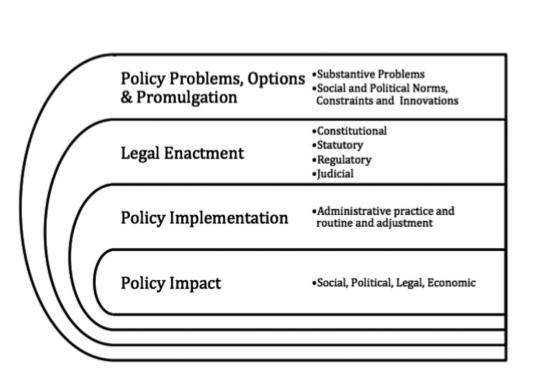 Policy Problems, Options
& Promulgation
•Substantive Problems
•Social and Political Norms,
Constraints and Innovations
Legal Enactment
•Constitutional
•Statutory
•Regulatory
•Judicial
Policy Implementation
•Administrative practice and
routine and adjustment
Policy Impact
•Social, Political, Legal, Economic